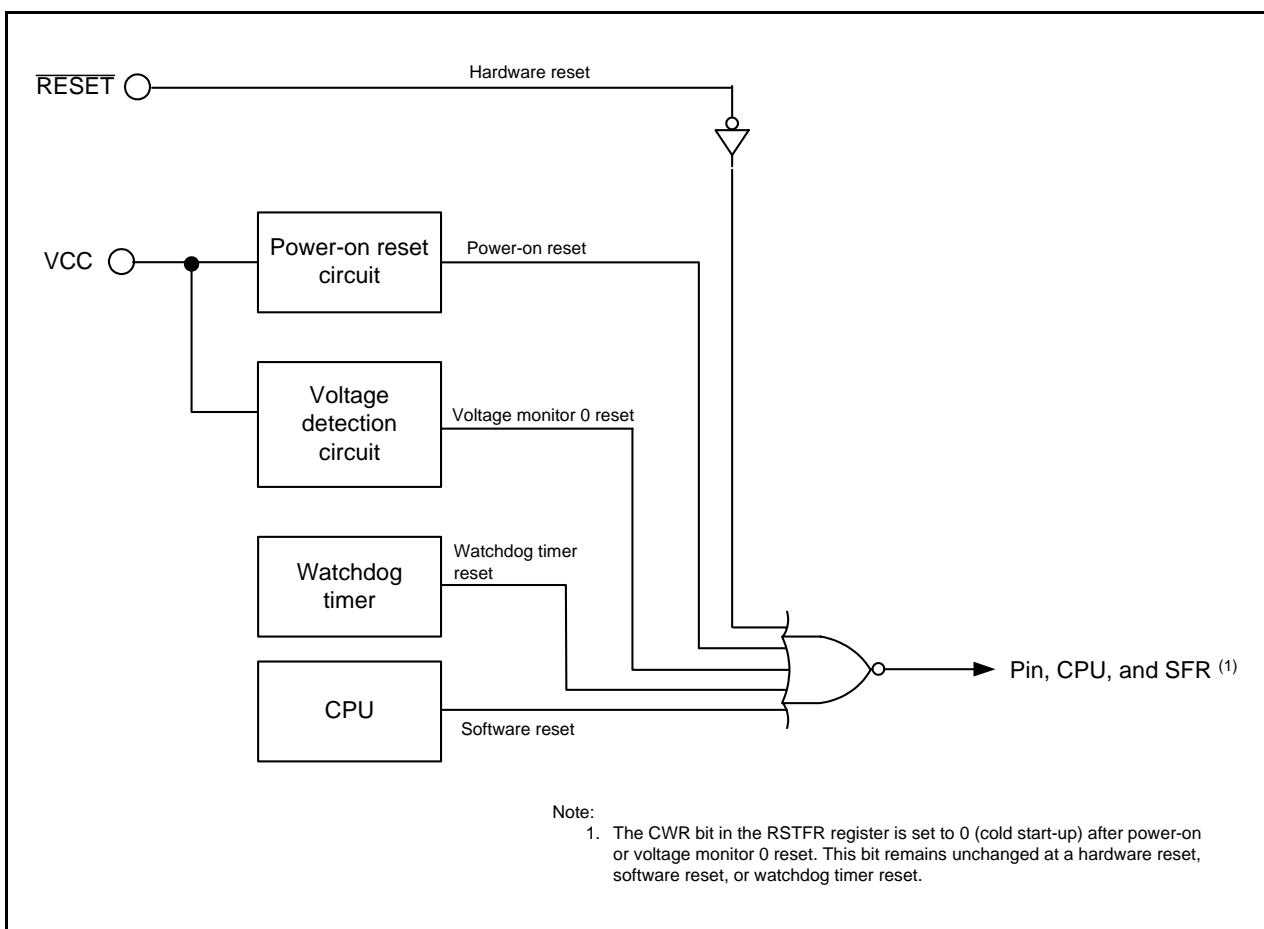 RESET
Hardware reset
VCC
Power-on reset
circuit
Power-on reset
Voltage
detection
circuit
Voltage monitor 0 reset
Watchdog
timer
Watchdog timer
reset
CPU
Software reset
Pin, CPU, and SFR (1)
Note:
1. The CWR bit in the RSTFR register is set to 0 (cold start-up) after power-on
or voltage monitor 0 reset. This bit remains unchanged at a hardware reset,
software reset, or watchdog timer reset.